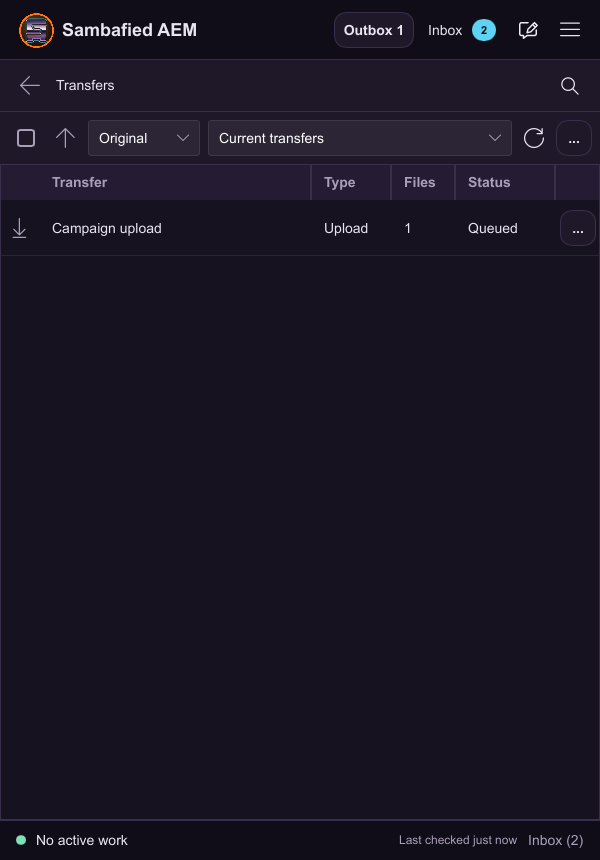 Sambafied AEM
Outbox 1
Inbox 2
Transfers
Original
Current transfers
...
Transfer Type Files Status
Campaign upload Upload 1 Queued ...
No active work
Last checked just now
Inbox (2)